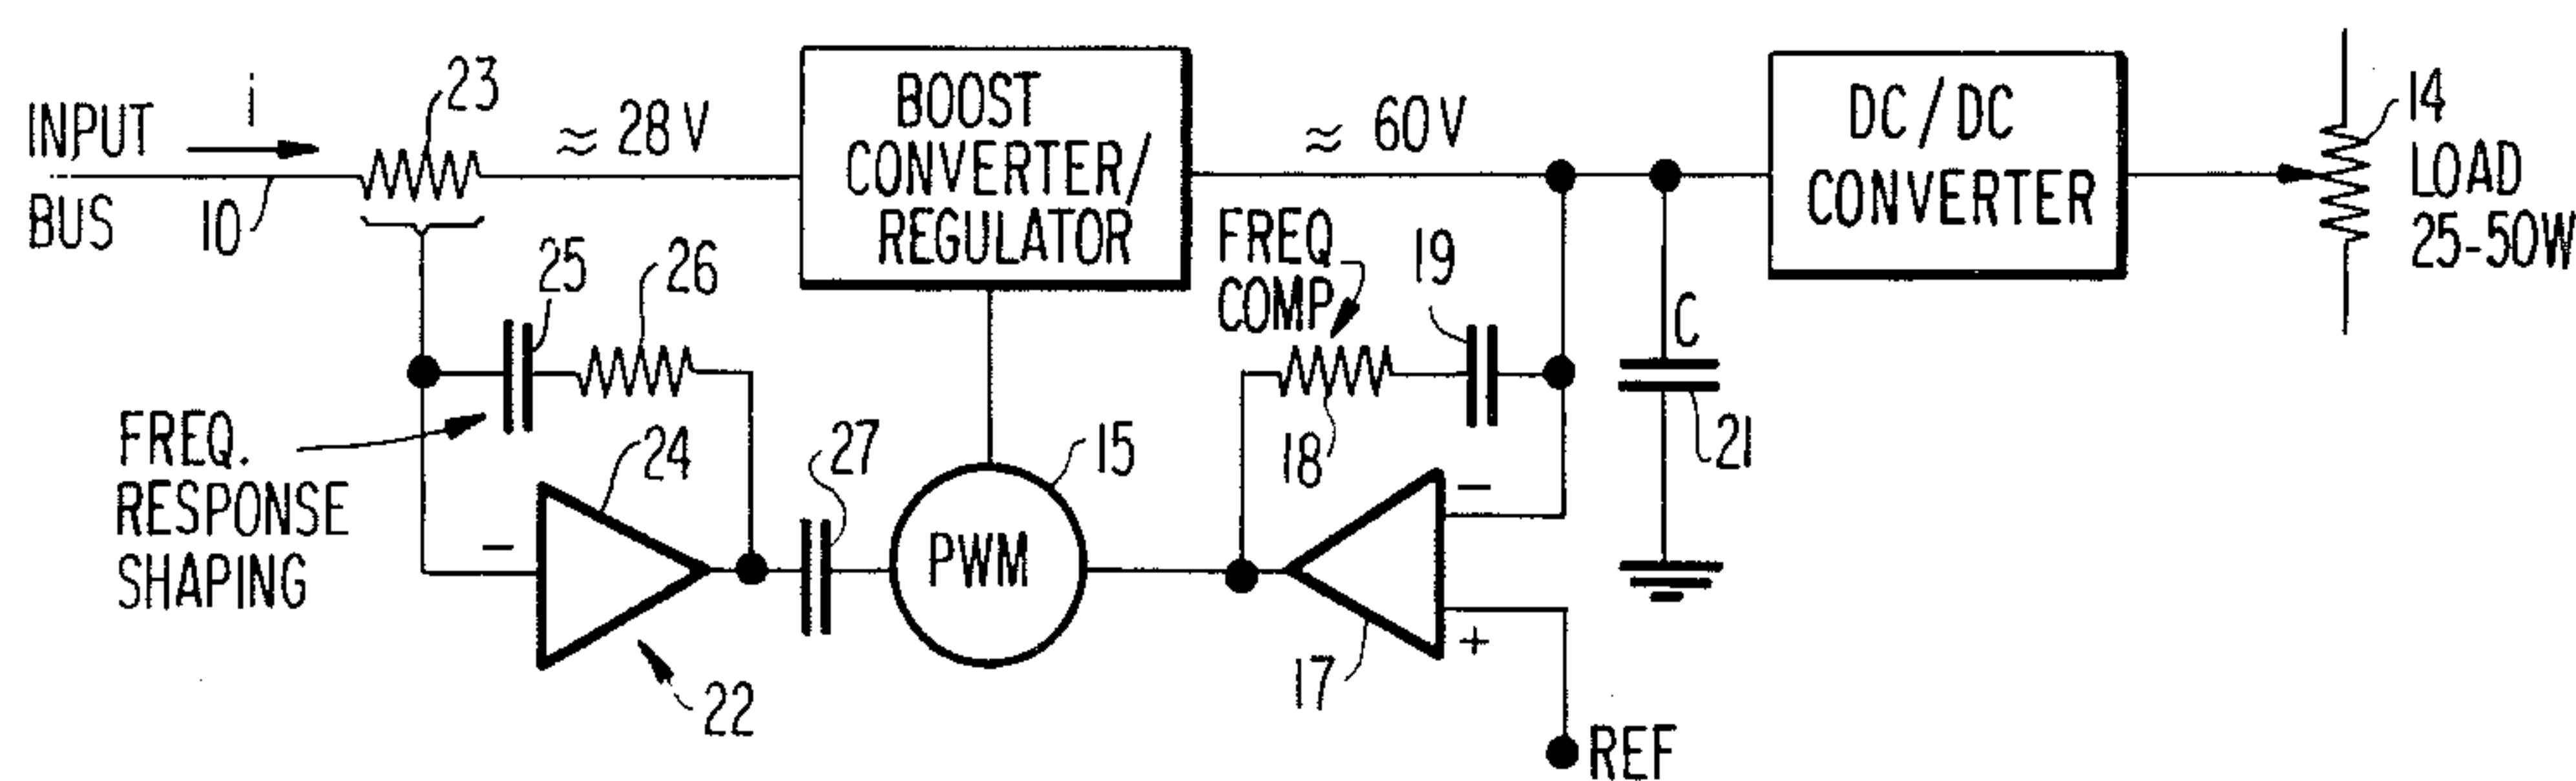 INPUT
BUS
i
10
23
≈ 28 V
BOOST
CONVERTER/
REGULATOR
≈ 60V
DC/DC
CONVERTER
14
LOAD
25-50W
25
26
FREQ
COMP
19
C
21
18
FREQ.
RESPONSE
SHAPING
24
−
22
27
PWM
15
−
+
17
REF